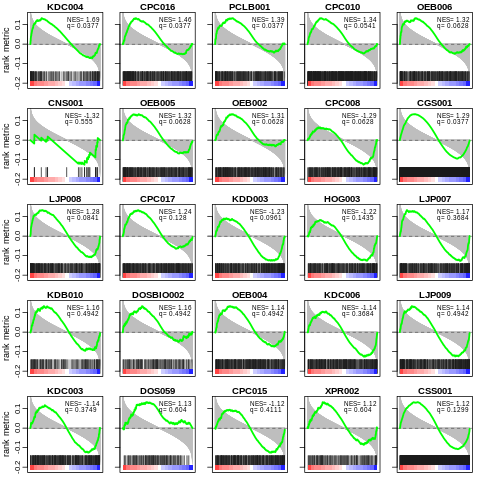 KDC004 CPC016 PCLB001 CPC010 OEB006
NES= 1.69 NES= 1.46 NES= 1.39 NES= 1.34 NES= 1.32
q= 0.0377 q= 0.0377 q= 0.0377 q= 0.0541 q= 0.0628
rank metric
-0.2 -0.1 0.0 0.1
CNS001 OEB005 OEB002 CPC008 CGS001
NES= -1.32 NES= 1.32 NES= 1.31 NES= -1.29 NES= 1.29
q= 0.555 q= 0.0628 q= 0.0628 q= 0.0628 q= 0.0377
rank metric
-0.2 -0.1 0.0 0.1
LJP008 CPC017 KDD003 HOG003 LJP007
NES= 1.28 NES= 1.24 NES= -1.23 NES= -1.22 NES= 1.17
q= 0.0841 q= 0.128 q= 0.0961 q= 0.1435 q= 0.3684
rank metric
-0.2 -0.1 0.0 0.1
KDB010 DOSBIO002 OEB004 KDC006 LJP009
NES= 1.16 NES= 1.16 NES= 1.14 NES= -1.14 NES= 1.14
q= 0.4942 q= 0.4942 q= 0.4942 q= 0.3684 q= 0.4942
rank metric
-0.2 -0.1 0.0 0.1
KDC003 DOS059 CPC015 XPR002 CSS001
NES= -1.14 NES= 1.13 NES= -1.12 NES= 1.12 NES= 1.12
q= 0.3749 q= 0.604 q= 0.4111 q= 0.604 q= 0.1299
rank metric
-0.2 -0.1 0.0 0.1